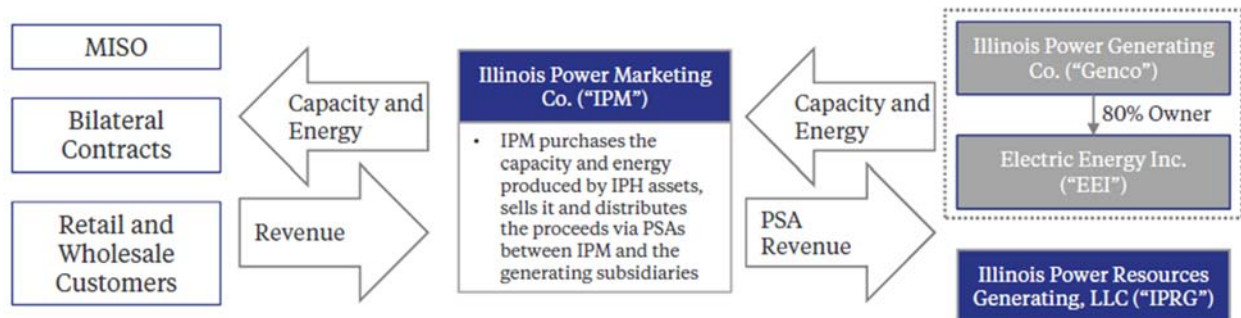 MISO
Bilateral
Contracts
Retail and
Wholesale
Customers
Capacity and
Energy
Revenue
Illinois Power Marketing
Co. (“IPM”)
• IPM purchases the
capacity and energy
produced by IPH assets,
sells it and distributes
the proceeds via PSAs
between IPM and the
generating subsidiaries
Capacity and
Energy
PSA
Revenue
Illinois Power Generating
Co. (“Genco”)
80% Owner
Electric Energy Inc.
(“EEI”)
Illinois Power Resources
Generating, LLC (“IPRG”)